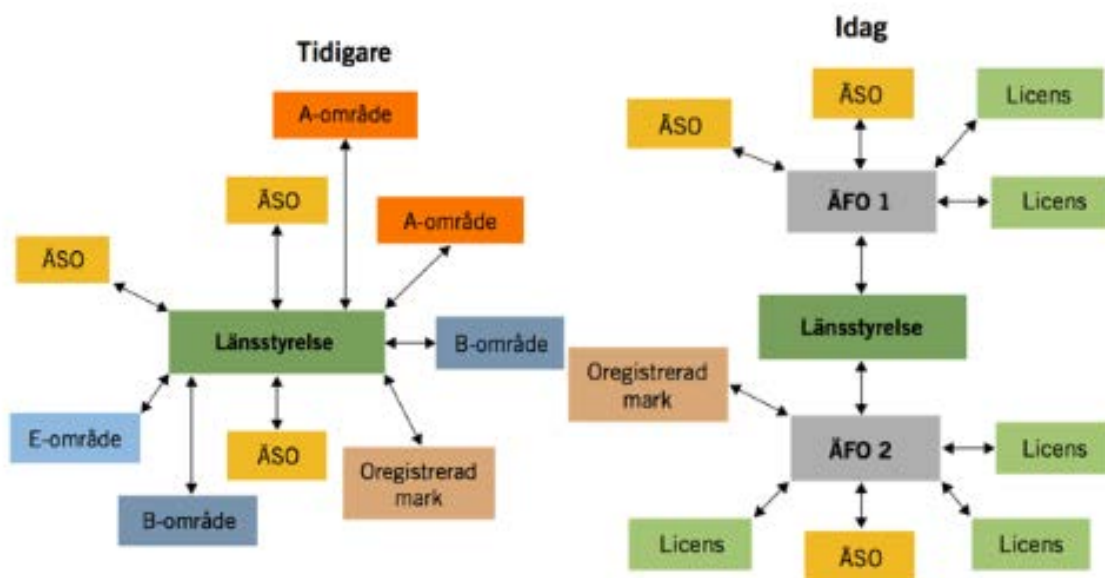 Tidigare
A-område
ÄSO
A-område
ÄSO
Länsstyrelse
B-område
E-område
ÄSO
Oregistrerad
mark
B-område
Idag
ÄSO
Licens
ÄSO
ÄFO 1
Licens
Länsstyrelse
Oregistrerad
mark
ÄFO 2
Licens
Licens
ÄSO
Licens